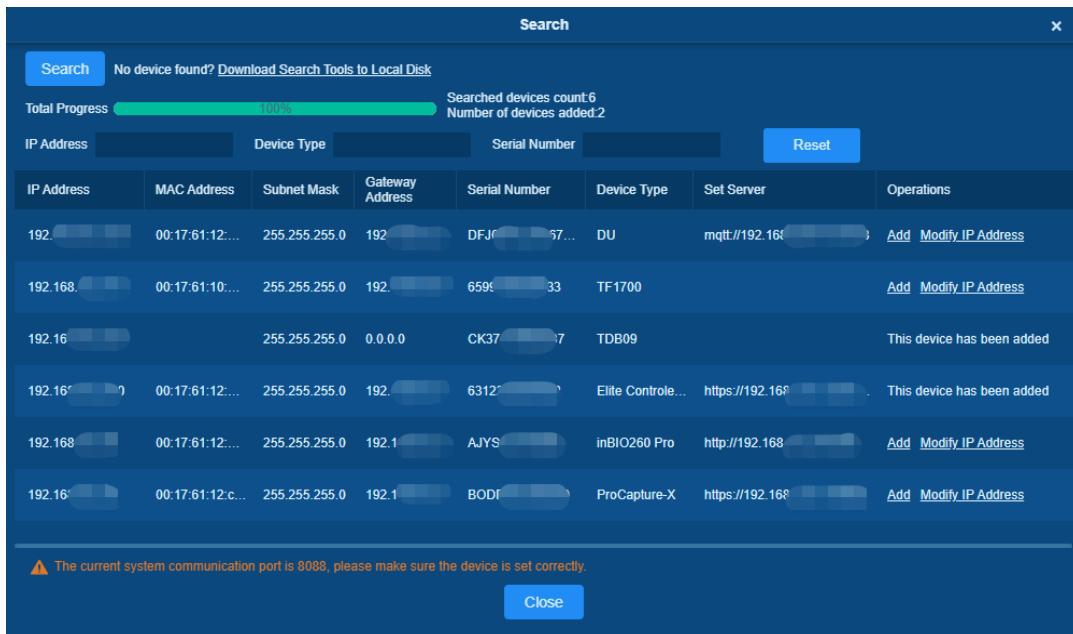 Search
×
Search No device found? Download Search Tools to Local Disk
Total Progress 100% Searched devices count:6
Number of devices added:2
IP Address Device Type Serial Number Reset
IP Address MAC Address Subnet Mask Gateway Address Serial Number Device Type Set Server Operations
192. 00:17:61:12:... 255.255.255.0 192 DFJ 67... DU mqtt://192.168 Add Modify IP Address
192.168. 00:17:61:10:... 255.255.255.0 192. 659 33 TF1700 Add Modify IP Address
192.16 255.255.255.0 0.0.0.0 CK37 37 TDB09 This device has been added
192.16 00:17:61:12:... 255.255.255.0 192. 6312 Elite Controle... https://192.168 . This device has been added
192.168 00:17:61:12:... 255.255.255.0 192.1 AJYS inBIO260 Pro http://192.168 Add Modify IP Address
192.16 00:17:61:12:c... 255.255.255.0 192.1 BOD ProCapture-X https://192.168 Add Modify IP Address
The current system communication port is 8088, please make sure the device is set correctly.
Close